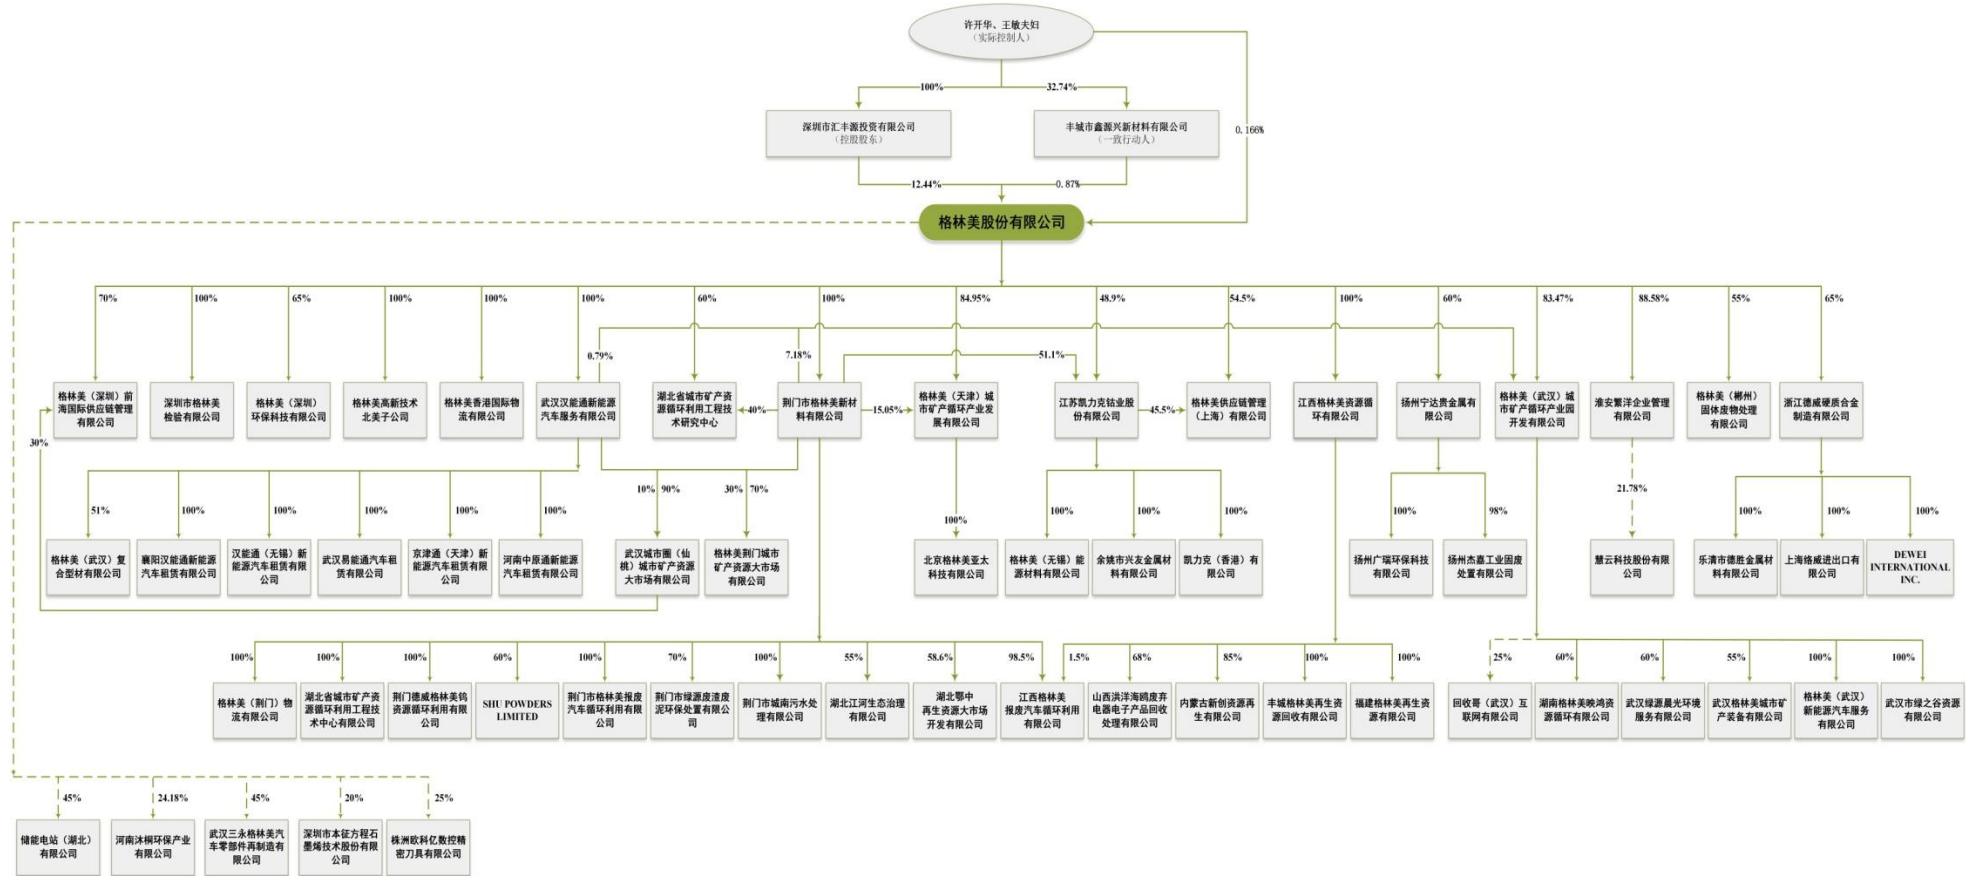 许开华、王敏夫妇
（实际控制人）
100%
32.74%
深圳市汇丰源投资有限公司
（控股股东）
丰城市鑫源兴新材料有限公司
（一致行动人）
0.166%
12.44%
0.87%
格林美股份有限公司
70%
100%
65%
100%
100%
100%
60%
100%
84.95%
48.9%
54.5%
100%
60%
83.47%
88.58%
55%
65%
0.79%
7.18%
51.1%
格林美（深圳）前
海国际供应链管理
有限公司
深圳市格林美
检验有限公司
格林美（深圳）
环保科技有限公司
格林美高新技术
北美子公司
格林美香港国际物
流有限公司
武汉汉能通新能源
汽车服务有限公司
湖北省城市矿产资
源循环利用工程技
术研究中心
40%
荆门市格林美新材
料有限公司
15.05%
格林美（天津）城
市矿产循环产业发
展有限公司
江苏凯力克钴业股
份有限公司
45.5%
格林美供应链管理
（上海）有限公司
江西格林美资源循
环有限公司
扬州宁达贵金属有
限公司
格林美（武汉）城
市矿产循环产业园
开发有限公司
淮安繁洋企业管理有
限公司
格林美（郴州）
固体废物处理
有限公司
浙江德威硬质合金
制造有限公司
30%
51%
100%
100%
100%
100%
100%
10%
90%
30%
70%
100%
100%
100%
100%
100%
98%
21.78%
100%
100%
100%
格林美（武汉）复
合型材有限公司
襄阳汉能通新能源
汽车租赁有限公司
汉能通（无锡）新
能源汽车租赁有限
公司
武汉易能通汽车租
赁有限公司
京津通（天津）新
能源汽车租赁有限
公司
河南中原通新能源
汽车租赁有限公司
武汉城市圈（仙
桃）城市矿产资源
大市场有限公司
格林美荆门城市
矿产资源大市场
有限公司
北京格林美亚太
科技有限公司
格林美（无锡）能
源材料有限公司
余姚市兴友金属材
料有限公司
凯力克（香港）有
限公司
扬州广瑞环保科技
有限公司
扬州杰嘉工业固废
处置有限公司
慧云科技股份有限
公司
乐清市德胜金属材
料有限公司
上海络威进出口有
限公司
DEWEI
INTERNATIONAL
INC.
100%
100%
100%
60%
100%
70%
100%
55%
58.6%
98.5%
1.5%
68%
85%
100%
100%
25%
60%
60%
55%
100%
100%
格林美（荆门）物
流有限公司
湖北省城市矿产资
源循环利用工程技
术中心有限公司
荆门德威格林美钨
资源循环利用有限
公司
SHU POWDERS
LIMITED
荆门市格林美报废
汽车循环利用有限
公司
荆门市绿源废渣废
泥环保处置有限公
司
荆门市城南污水处
理有限公司
湖北江河生态治理
有限公司
湖北鄂中
再生资源大市场
开发有限公司
江西格林美
报废汽车循环利用
有限公司
山西洪洋海鸥废弃
电器电子产品回收
处理有限公司
内蒙古新创资源再
生有限公司
丰城格林美再生资
源回收有限公司
福建格林美再生资
源有限公司
回收哥（武汉）互
联网有限公司
湖南格林美映鸿资
源循环有限公司
武汉绿源晨光环境
服务有限公司
武汉格林美城市矿
产装备有限公司
格林美（武汉）
新能源汽车服务
有限公司
武汉市绿之谷资源
有限公司
45%
24.18%
45%
20%
25%
储能电站（湖北）
有限公司
河南沐桐环保产业
有限公司
武汉三永格林美汽
车零部件再制造有
限公司
深圳市本征方程石
墨烯技术股份有限
公司
株洲欧科亿数控精
密刀具有限公司